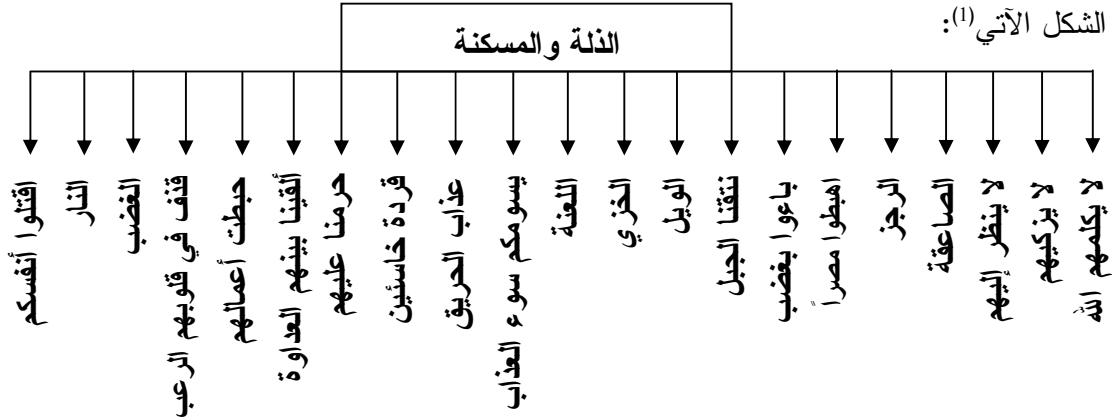 الشكل الآتي(1):
الذلة والمسكنة
لا يكلمهم الله
لا يزكيهم
لا ينظر إليهم
الصاعقة
الرجز
اهبطوا مصراً
باءوا بغضب
نتقنا الجبل
الويل
الخزي
اللعنة
يسومكم سوء العذاب
عذاب الحريق
قردة خاسئين
حرمنا عليهم
ألقينا بينهم العداوة
حبطت أعمالهم
قذف في قلوبهم الرعب
الغضب
النار
اقتلوا أنفسكم